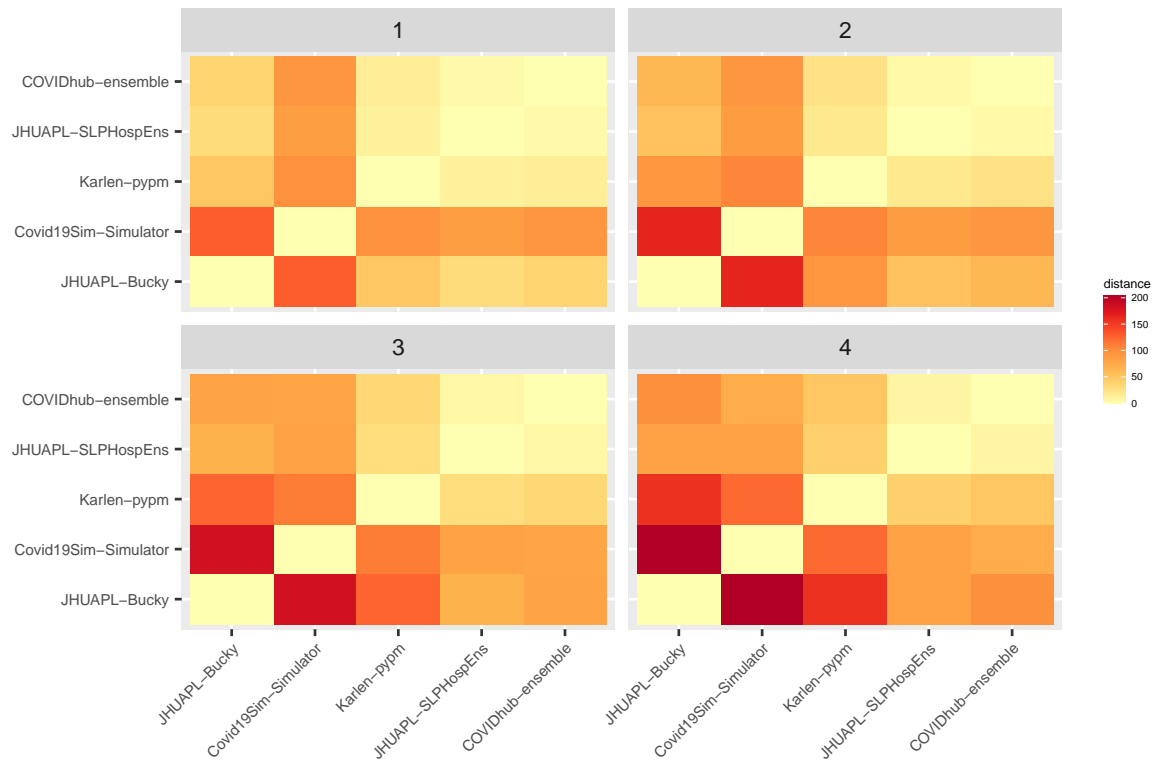 1
2
COVIDhub−ensemble
JHUAPL−SLPHospEns
Karlen−pypm
Covid19Sim−Simulator
JHUAPL−Bucky
distance
200
150
100
50
0
3
4
COVIDhub−ensemble
JHUAPL−SLPHospEns
Karlen−pypm
Covid19Sim−Simulator
JHUAPL−Bucky
JHUAPL−Bucky
Covid19Sim−Simulator
Karlen−pypm
JHUAPL−SLPHospEns
COVIDhub−ensemble
JHUAPL−Bucky
Covid19Sim−Simulator
Karlen−pypm
JHUAPL−SLPHospEns
COVIDhub−ensemble